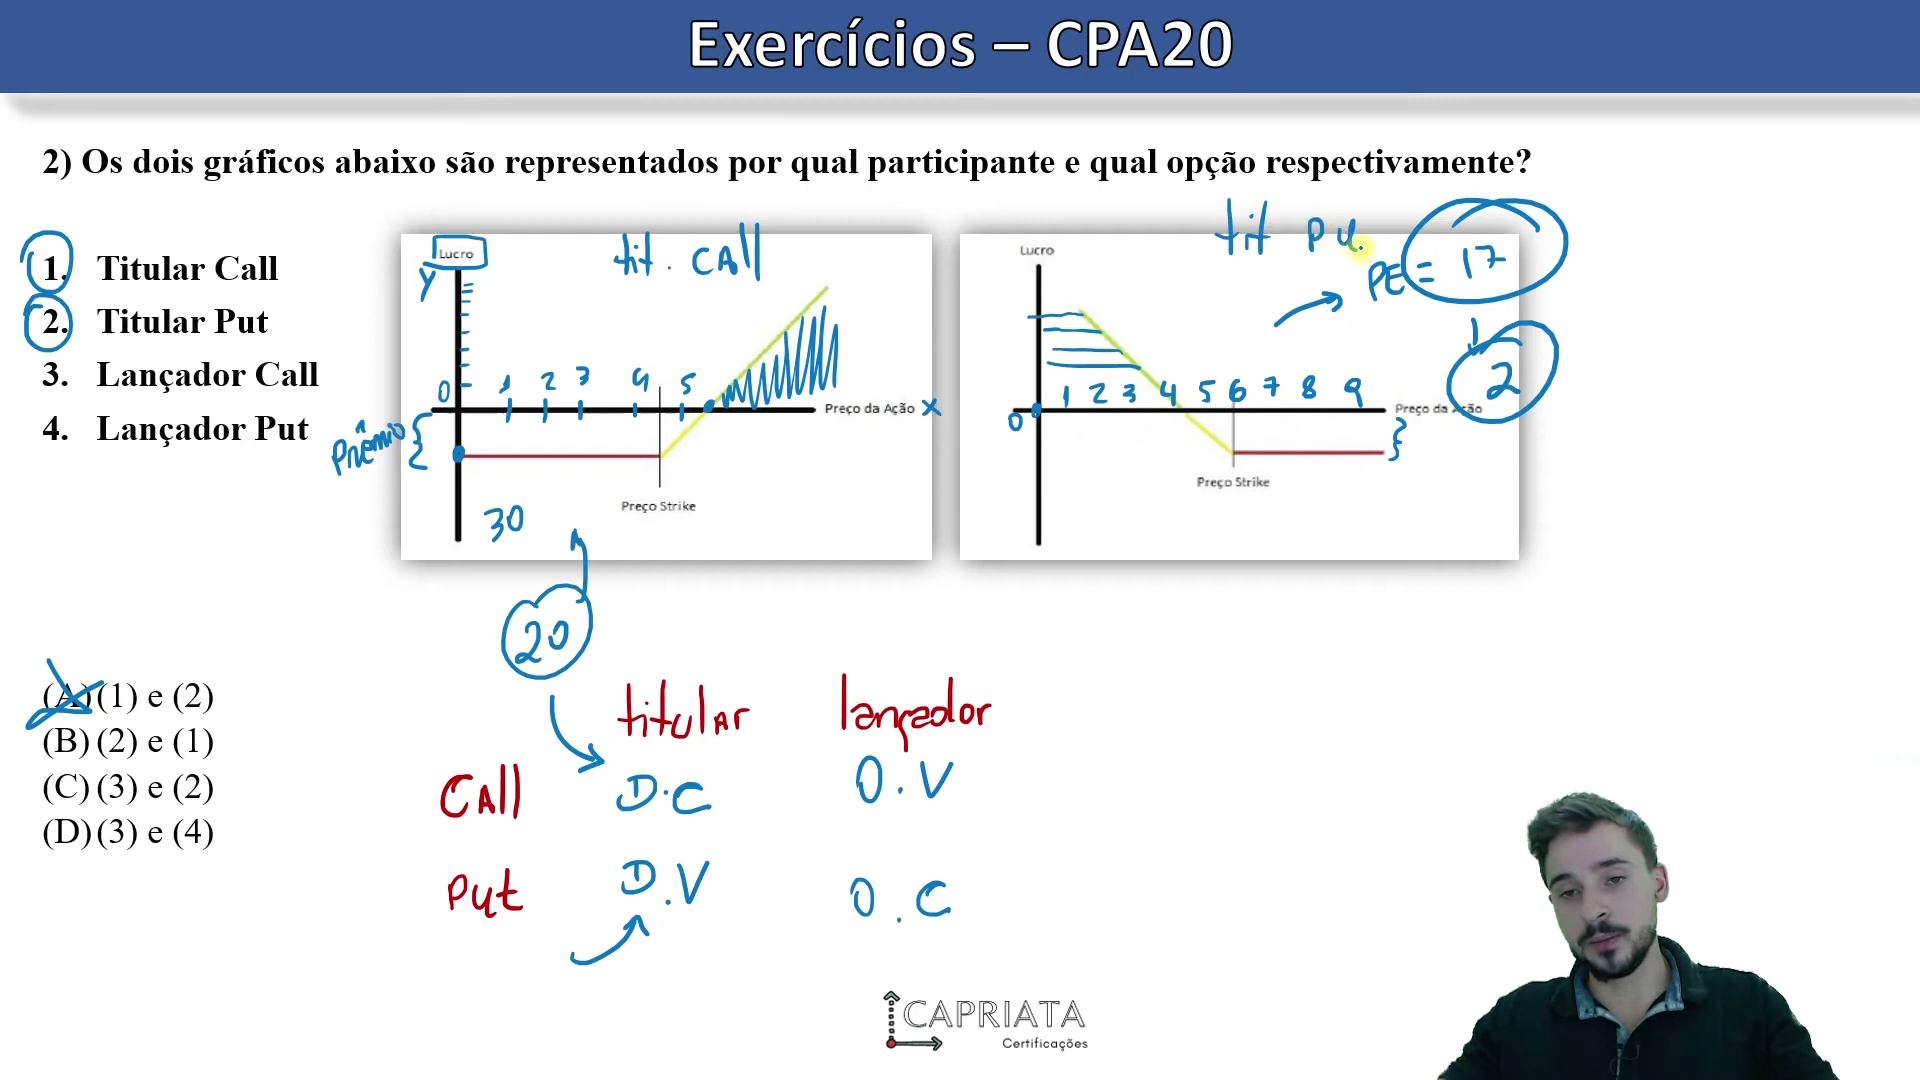 Exercícios – CPA20
2) Os dois gráficos abaixo são representados por qual participante e qual opção respectivamente?
1. Titular Call
2. Titular Put
3. Lançador Call
4. Lançador Put
Lucro
Y
tit. CAll
0
1 2 3 4 5
Preço da Ação X
Prêmio
Preço Strike
30
20
Lucro
tit pu.
PE = 17
2
0
1 2 3 4 5 6 7 8 9
Preço da Ação
Preço Strike
(A) (1) e (2)
(B) (2) e (1)
(C) (3) e (2)
(D) (3) e (4)
titular lançador
CAll D.C O.V
Put D.V O.C
CAPRIATA
Certificações